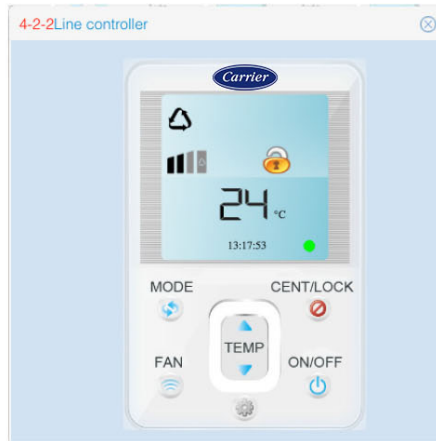 4-2-2Line controller
Carrier
24 °C
13:17:53
MODE
CENT/LOCK
TEMP
FAN
ON/OFF